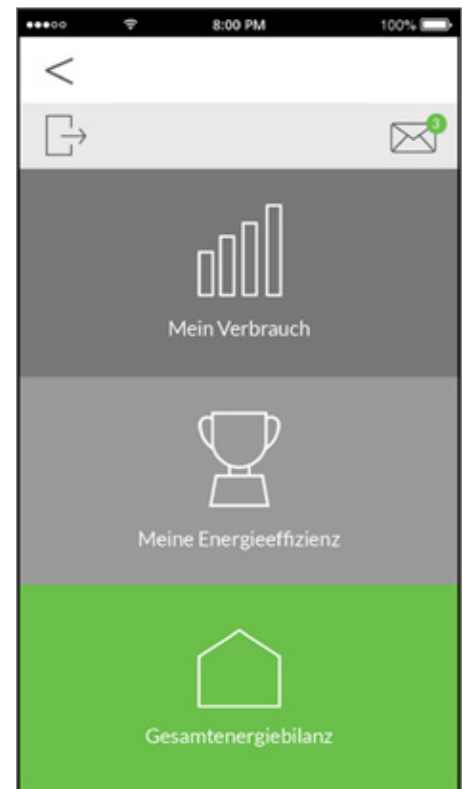 8:00 PM 100%
3
Mein Verbrauch
Meine Energieeffizienz
Gesamtenergiebilanz